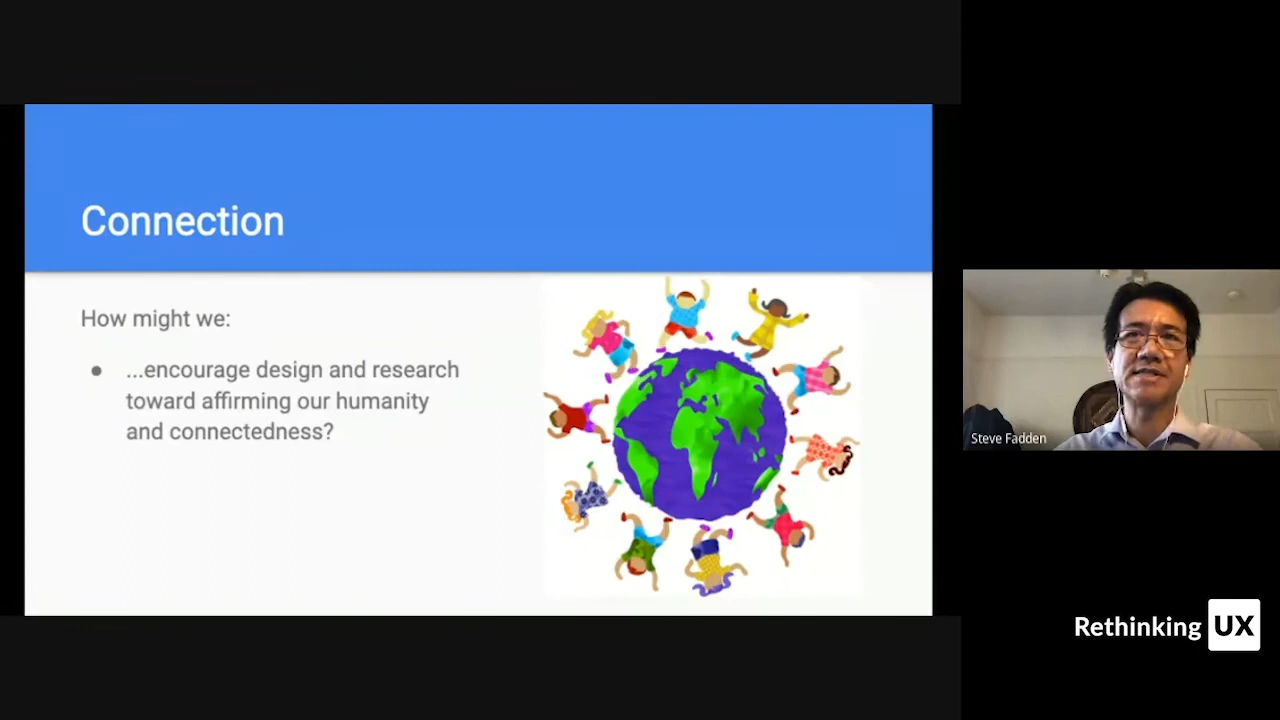 Connection
How might we:
● ...encourage design and research
toward affirming our humanity
and connectedness?
Steve Fadden
Rethinking UX